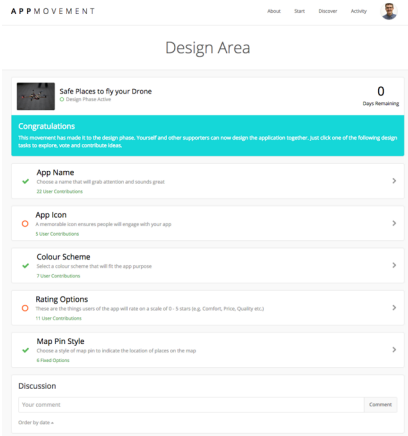 APPMOVEMENT
About Start Discover Activity
Design Area
Safe Places to fly your Drone
Design Phase Active
0
Days Remaining
Congratulations
This movement has made it to the design phase. Yourself and other supporters can now design the application together. Just click one of the following design
tasks to explore, vote and contribute ideas.
App Name
Choose a name that will grab attention and sounds great
22 User Contributions
App Icon
A memorable icon ensures people will engage with your app
5 User Contributions
Colour Scheme
Select a colour scheme that will fit the app purpose
7 User Contributions
Rating Options
These are the things users of the app will rate on a scale of 0 - 5 stars (e.g. Comfort, Price, Quality etc.)
11 User Contributions
Map Pin Style
Choose a style of map pin to indicate the location of places on the map
6 Fixed Options
Discussion
Your comment
Comment
Order by date